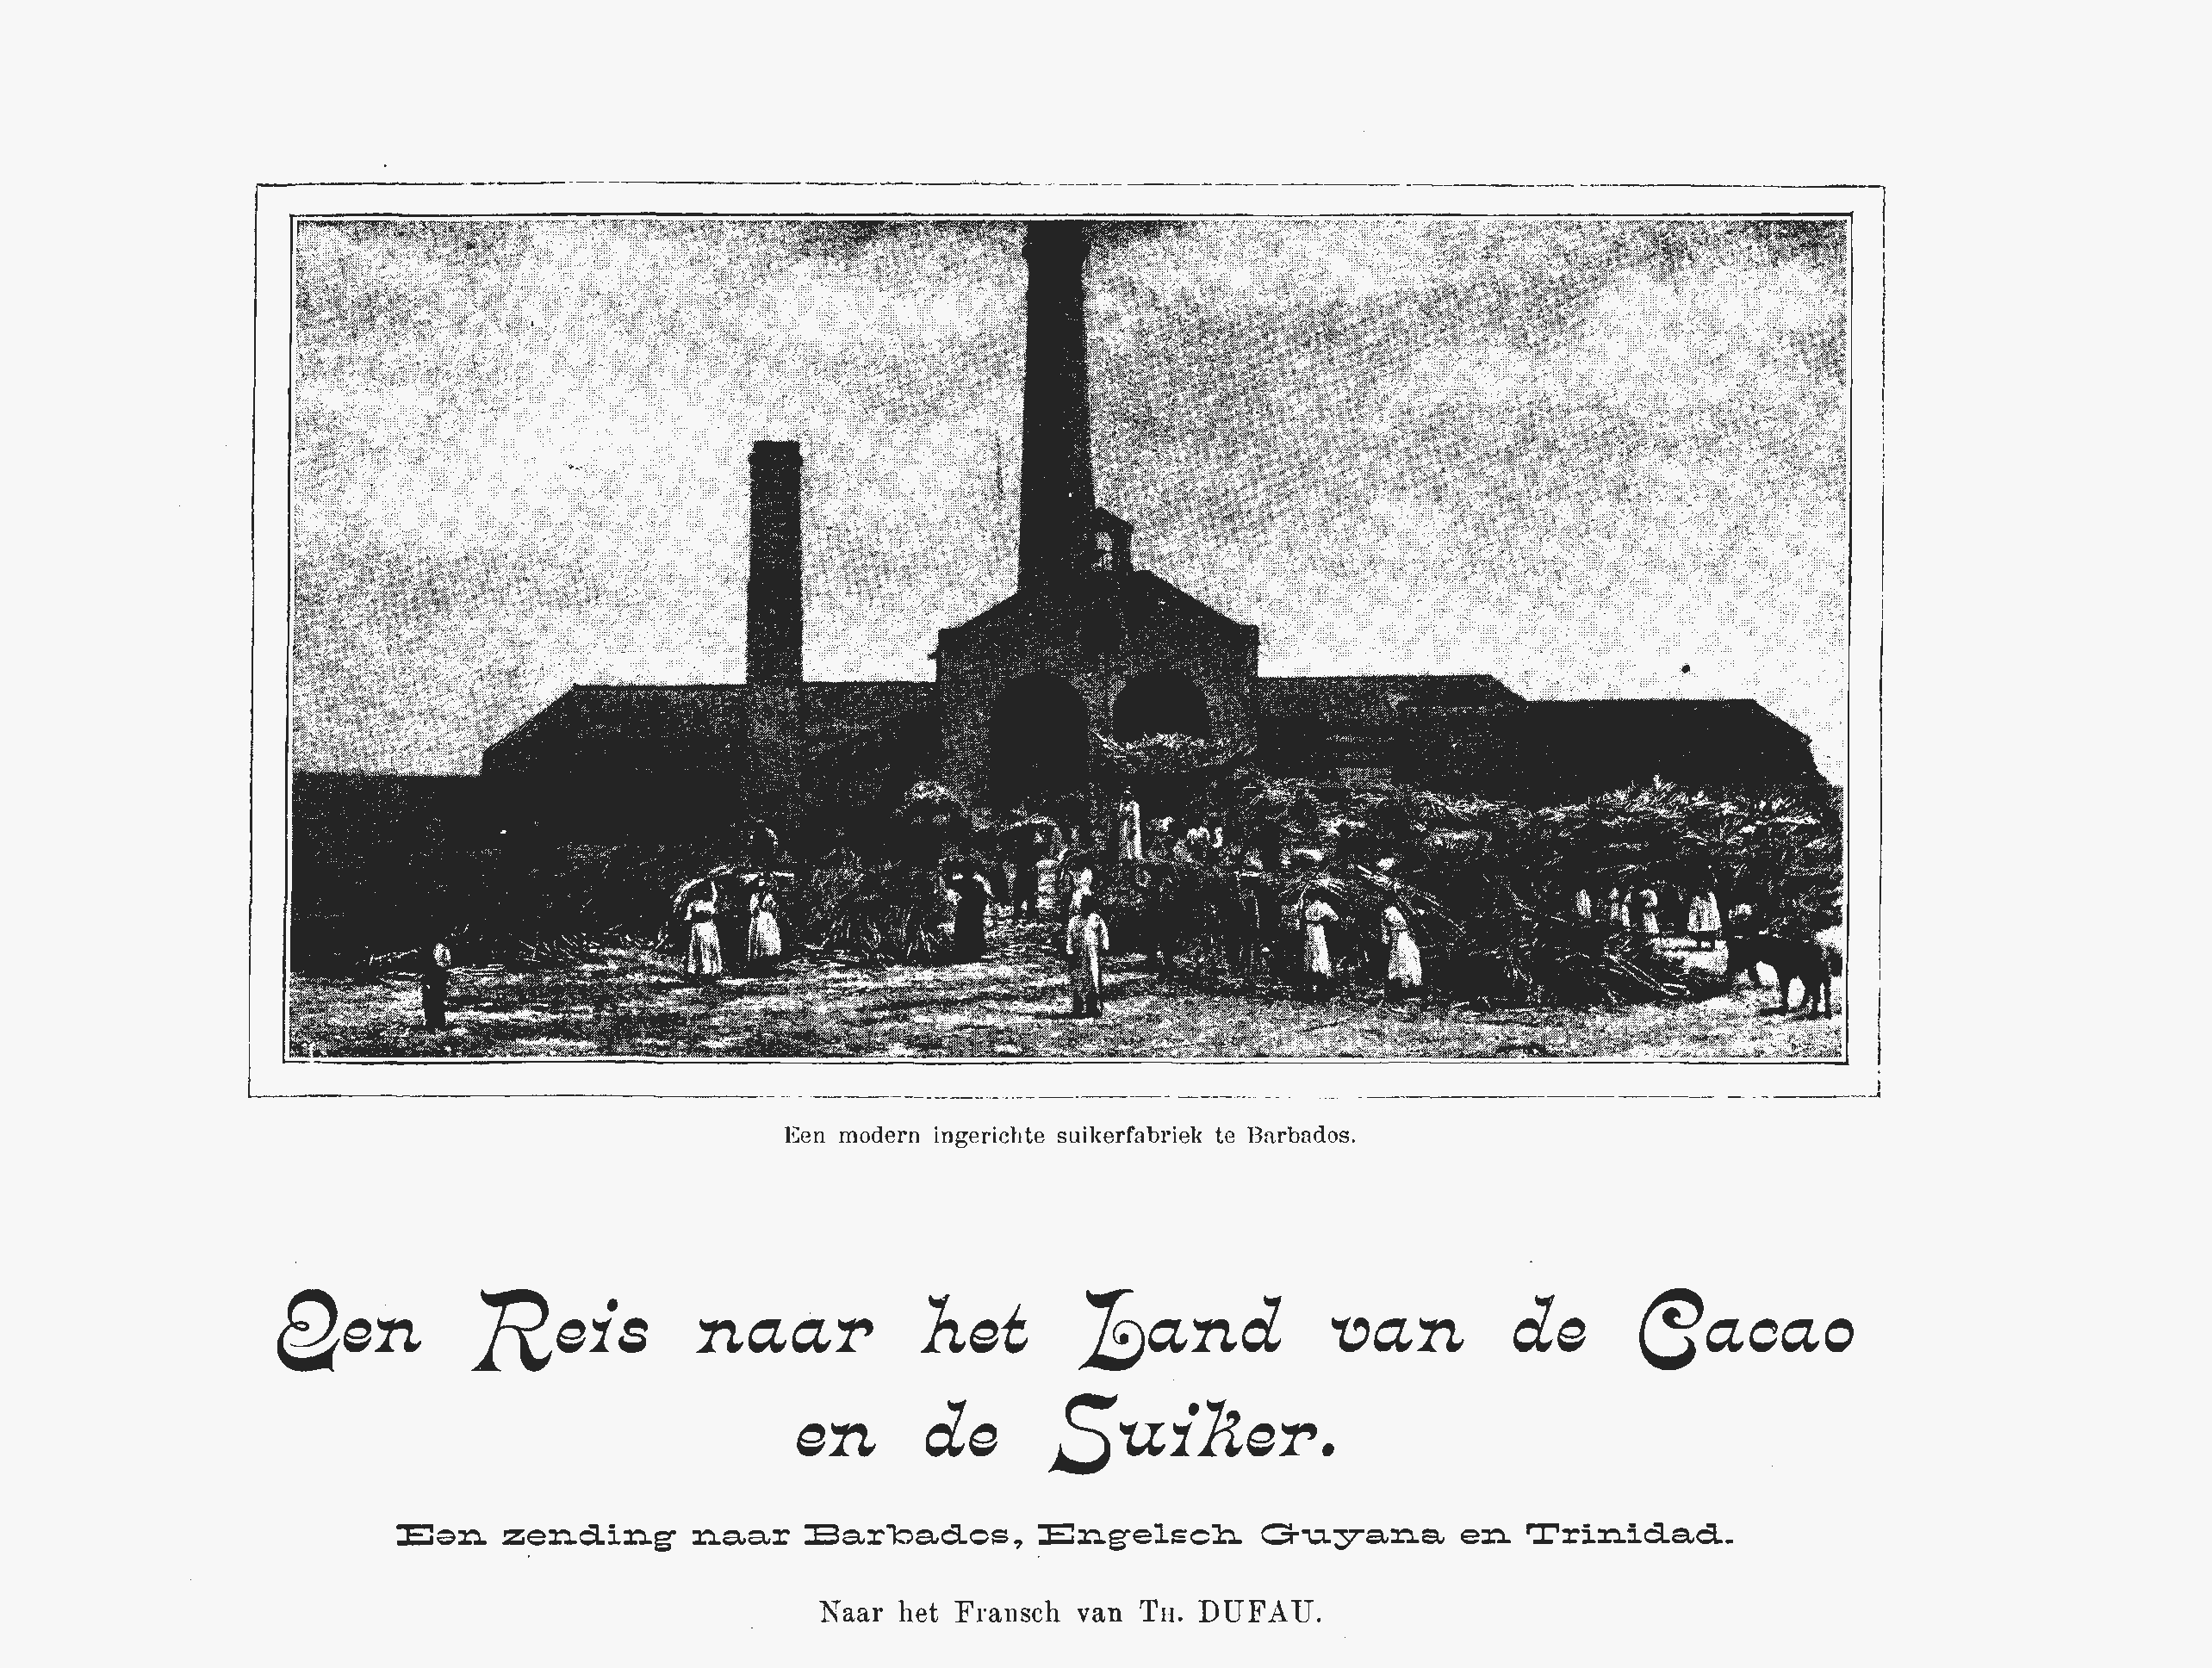 Een modern ingerichte suikerfabriek te Barbados.
Een Reis naar het Land van de Cacao
en de Suiker.
Een zending naar Barbados, Engelsch Guyana en Trinidad.
Naar het Fransch van TH. DUFAU.